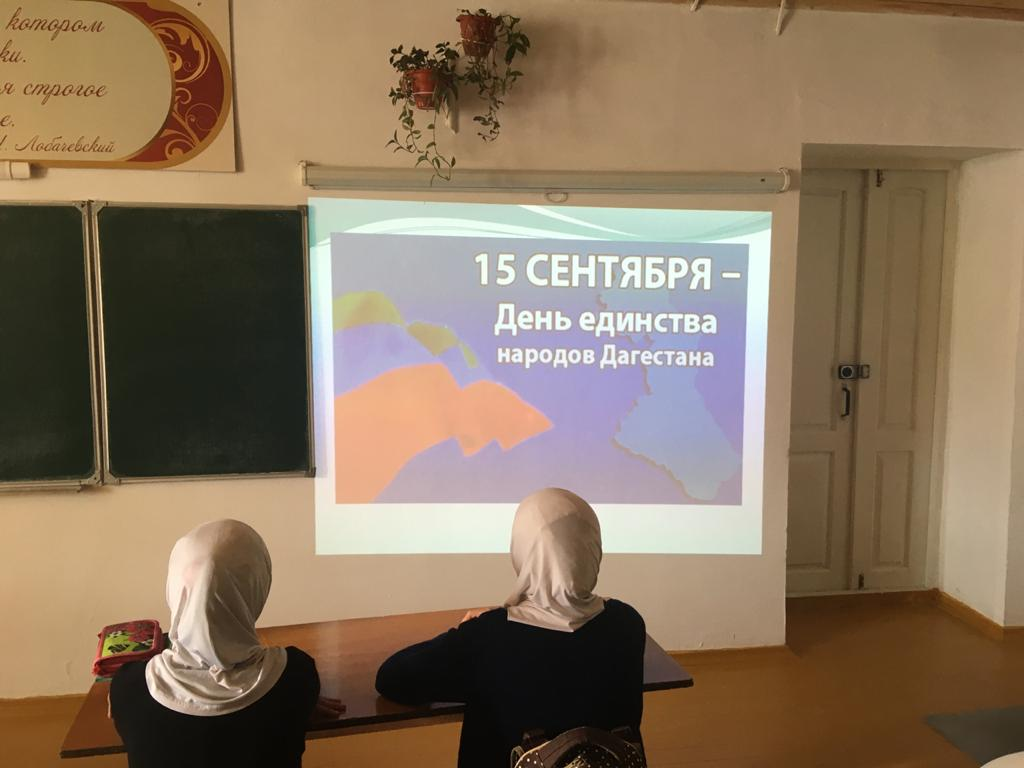 котором
ки.
я строгое
е.
И. Лобачевский
15 СЕНТЯБРЯ –
День единства
народов Дагестана